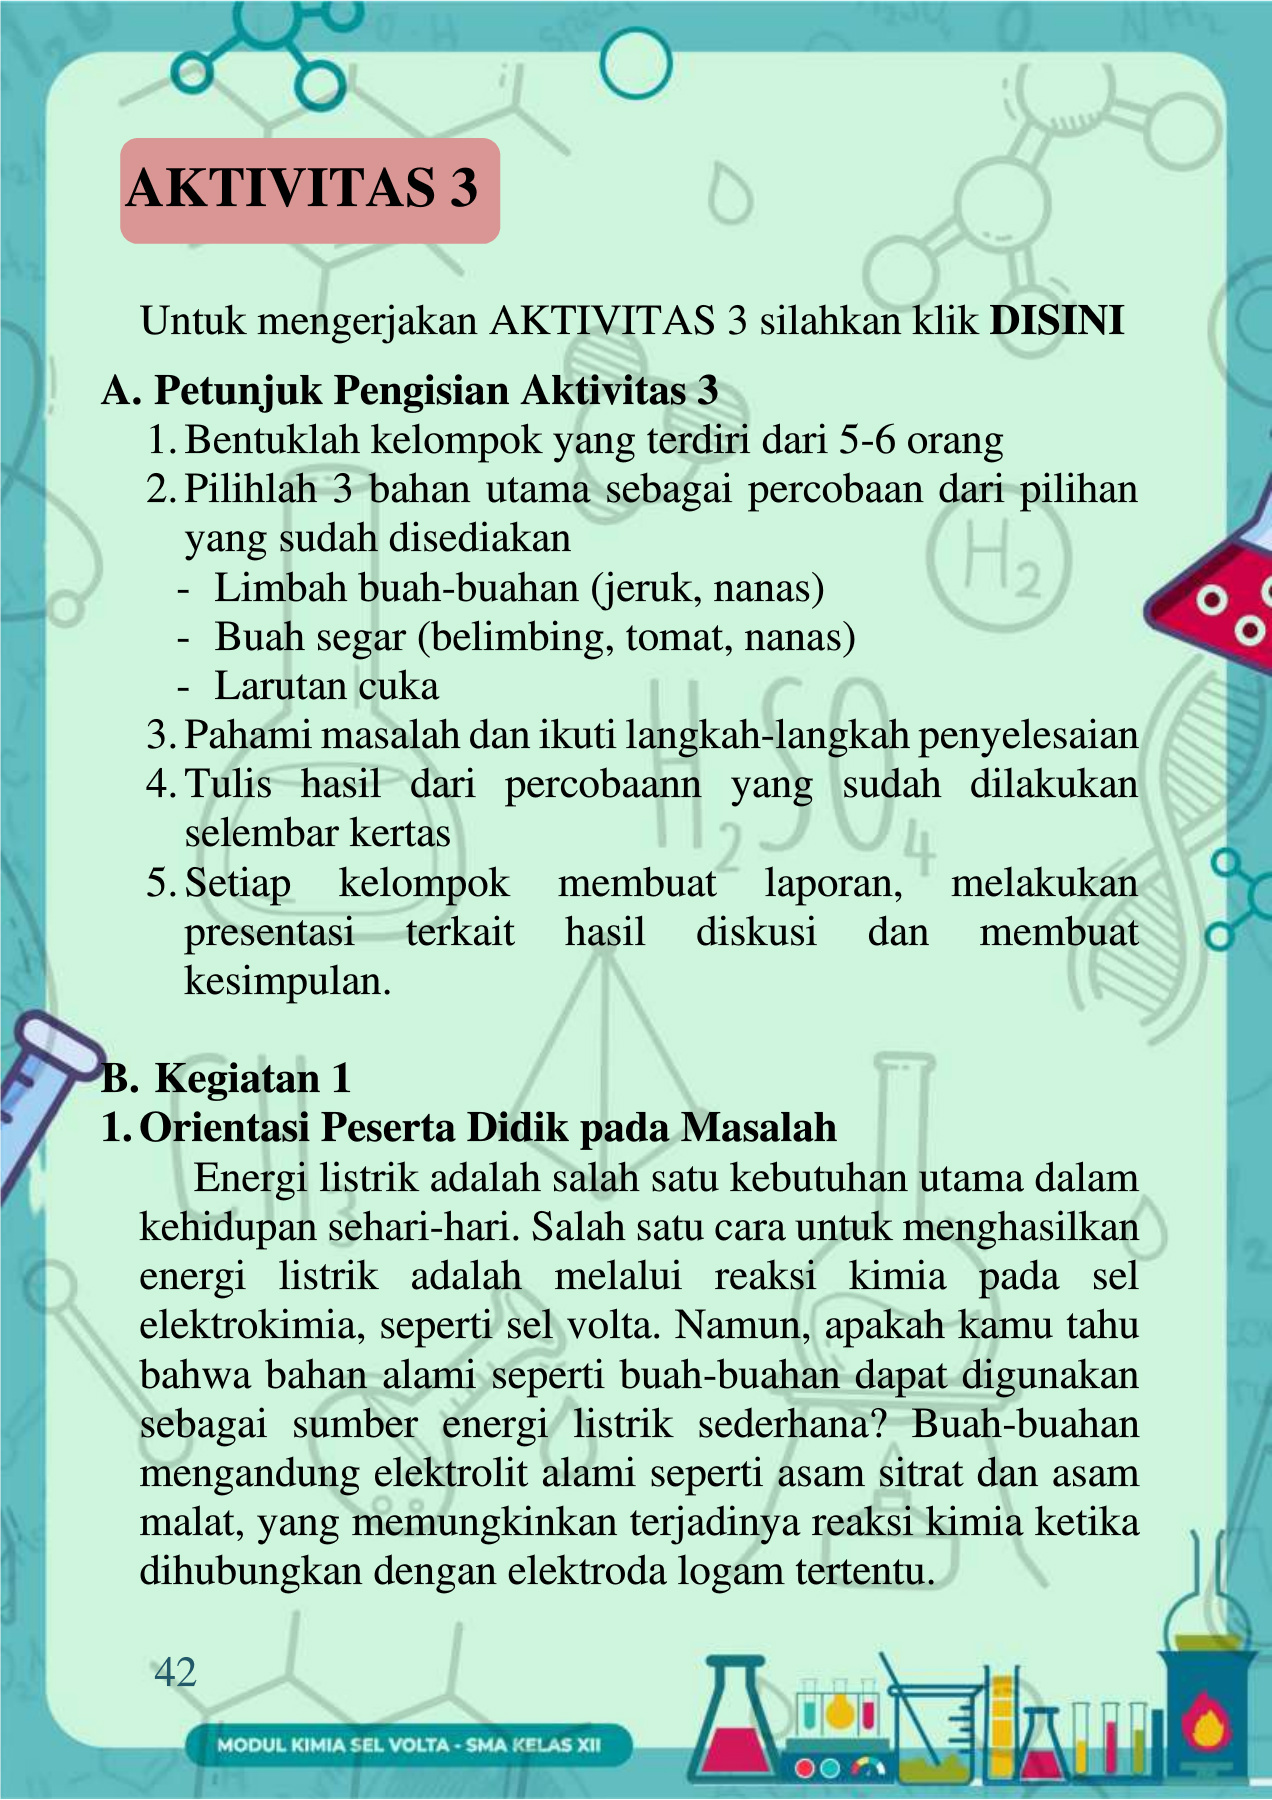 AKTIVITAS 3
Untuk mengerjakan AKTIVITAS 3 silahkan klik DISINI
A. Petunjuk Pengisian Aktivitas 3
1. Bentuklah kelompok yang terdiri dari 5-6 orang
2. Pilihlah 3 bahan utama sebagai percobaan dari pilihan
yang sudah disediakan
- Limbah buah-buahan (jeruk, nanas)
- Buah segar (belimbing, tomat, nanas)
- Larutan cuka
3. Pahami masalah dan ikuti langkah-langkah penyelesaian
4. Tulis hasil dari percobaann yang sudah dilakukan
selembar kertas
5. Setiap kelompok membuat laporan, melakukan
presentasi terkait hasil diskusi dan membuat
kesimpulan.
B. Kegiatan 1
1. Orientasi Peserta Didik pada Masalah
Energi listrik adalah salah satu kebutuhan utama dalam
kehidupan sehari-hari. Salah satu cara untuk menghasilkan
energi listrik adalah melalui reaksi kimia pada sel
elektrokimia, seperti sel volta. Namun, apakah kamu tahu
bahwa bahan alami seperti buah-buahan dapat digunakan
sebagai sumber energi listrik sederhana? Buah-buahan
mengandung elektrolit alami seperti asam sitrat dan asam
malat, yang memungkinkan terjadinya reaksi kimia ketika
dihubungkan dengan elektroda logam tertentu.
42
MODUL KIMIA SEL VOLTA - SMA KELAS XII
H2
H2SO4
CH3